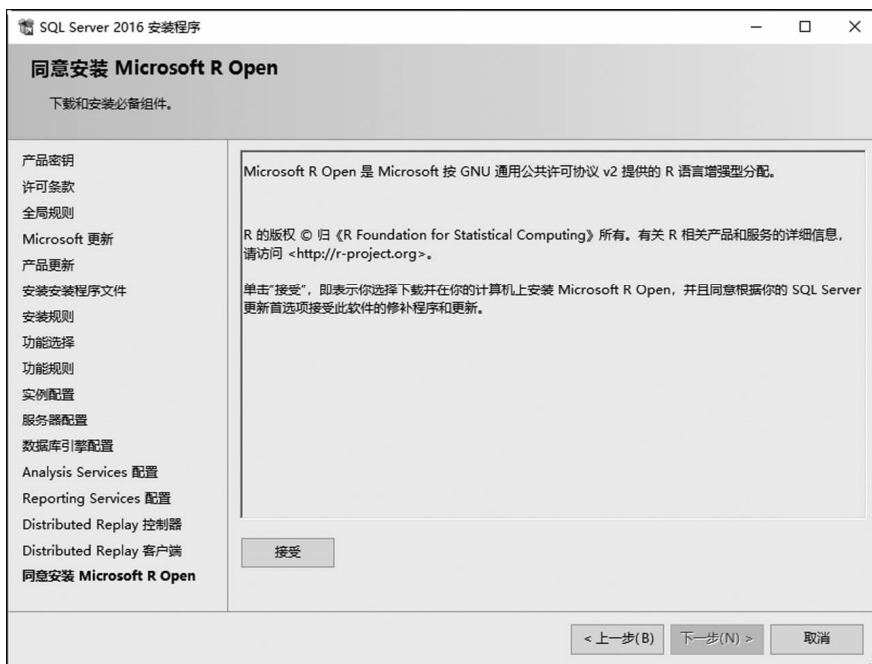 SQL Server 2016 安装程序
同意安装 Microsoft R Open
下载和安装必备组件。
产品密钥
许可条款
全局规则
Microsoft 更新
产品更新
安装安装程序文件
安装规则
功能选择
功能规则
实例配置
服务器配置
数据库引擎配置
Analysis Services 配置
Reporting Services 配置
Distributed Replay 控制器
Distributed Replay 客户端
同意安装 Microsoft R Open
Microsoft R Open 是 Microsoft 按 GNU 通用公共许可协议 v2 提供的 R 语言增强型分配。
R 的版权 © 归《R Foundation for Statistical Computing》所有。有关 R 相关产品和服务的详细信息,
请访问 <http://r-project.org>。
单击“接受”，即表示你选择下载并在你的计算机上安装 Microsoft R Open，并且同意根据你的 SQL Server
更新首选项接受此软件的修补程序和更新。
接受
< 上一步(B)
下一步(N) >
取消